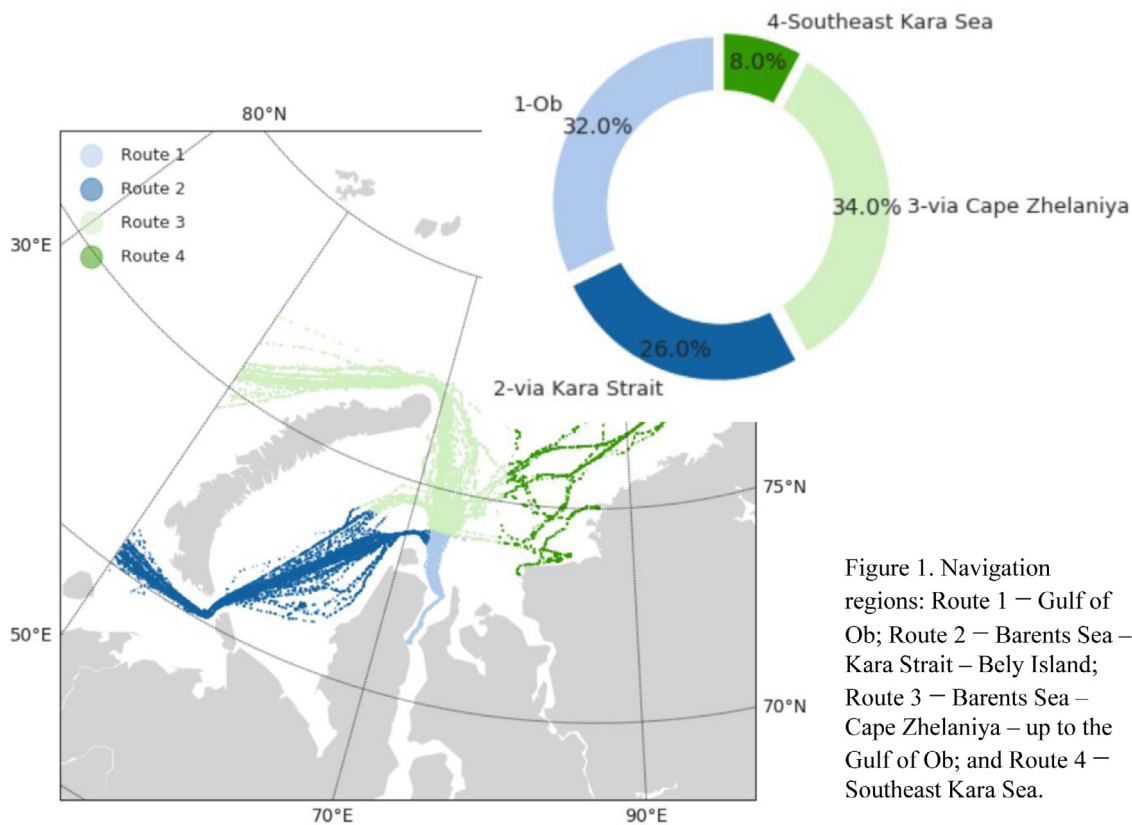 4-Southeast Kara Sea
8.0%
1-Ob
32.0%
34.0% 3-via Cape Zhelaniya
26.0%
2-via Kara Strait
80°N
Route 1
Route 2
Route 3
Route 4
30°E
75°N
50°E
70°N
70°E
90°E
Figure 1. Navigation
regions: Route 1 — Gulf of
Ob; Route 2 — Barents Sea –
Kara Strait – Bely Island;
Route 3 — Barents Sea –
Cape Zhelaniya – up to the
Gulf of Ob; and Route 4 —
Southeast Kara Sea.